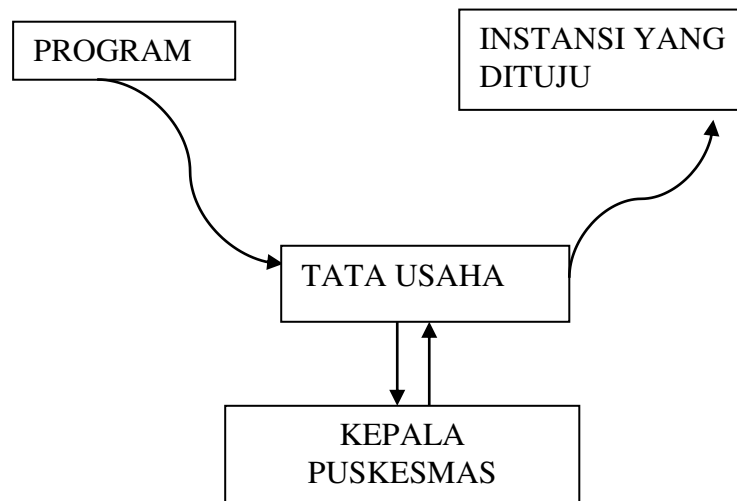 PROGRAM
INSTANSI YANG
DITUJU
TATA USAHA
KEPALA
PUSKESMAS